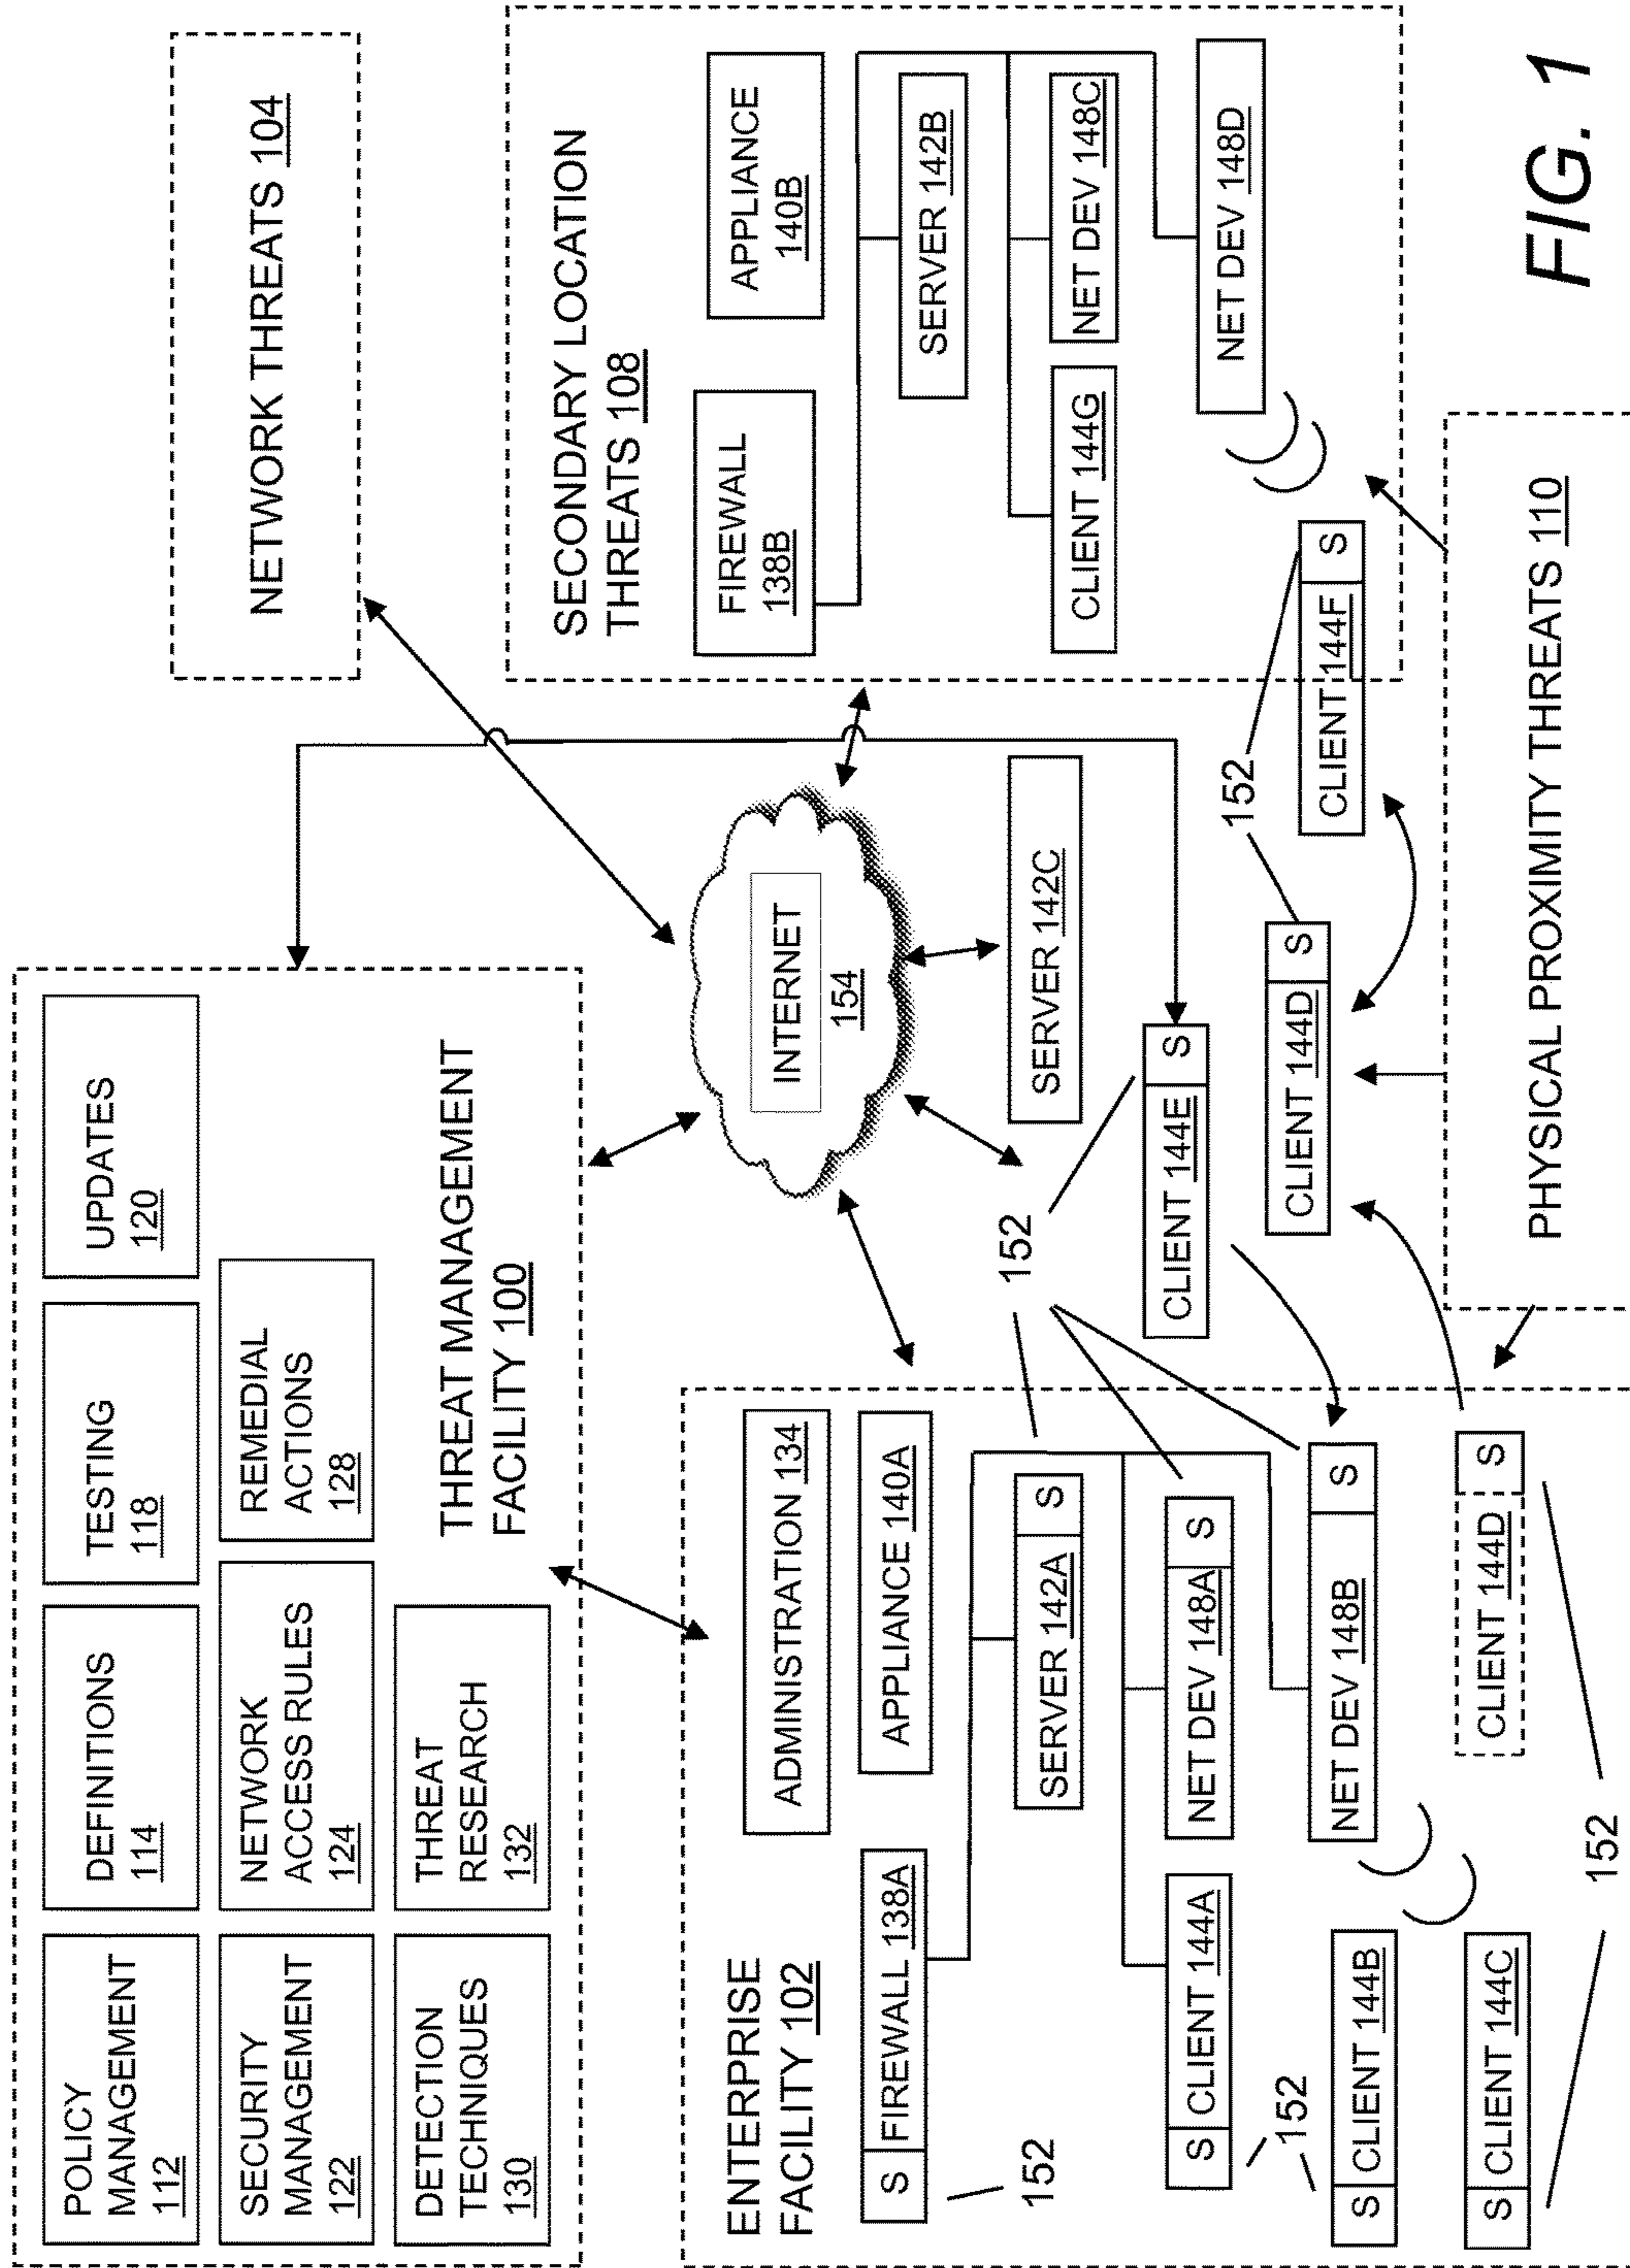 POLICY
MANAGEMENT
112
DEFINITIONS
114
TESTING
118
UPDATES
120
SECURITY
MANAGEMENT
122
NETWORK
ACCESS RULES
124
REMEDIAL
ACTIONS
128
DETECTION
TECHNIQUES
130
THREAT
RESEARCH
132
THREAT MANAGEMENT
FACILITY 100
NETWORK THREATS 104
INTERNET
154
SERVER 142C
ENTERPRISE
FACILITY 102
ADMINISTRATION 134
S FIREWALL 138A
APPLIANCE 140A
152
SERVER 142A S
152
S CLIENT 144A
NET DEV 148A S
152
NET DEV 148B S
S CLIENT 144B
S CLIENT 144C
CLIENT 144D S
152
CLIENT 144E S
CLIENT 144D S
152
CLIENT 144F S
SECONDARY LOCATION
THREATS 108
FIREWALL
138B
APPLIANCE
140B
SERVER 142B
CLIENT 144G
NET DEV 148C
NET DEV 148D
PHYSICAL PROXIMITY THREATS 110
FIG. 1